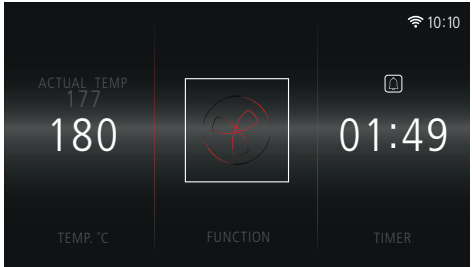 10:10
ACTUAL TEMP
177
180
01:49
TEMP. °C
FUNCTION
TIMER